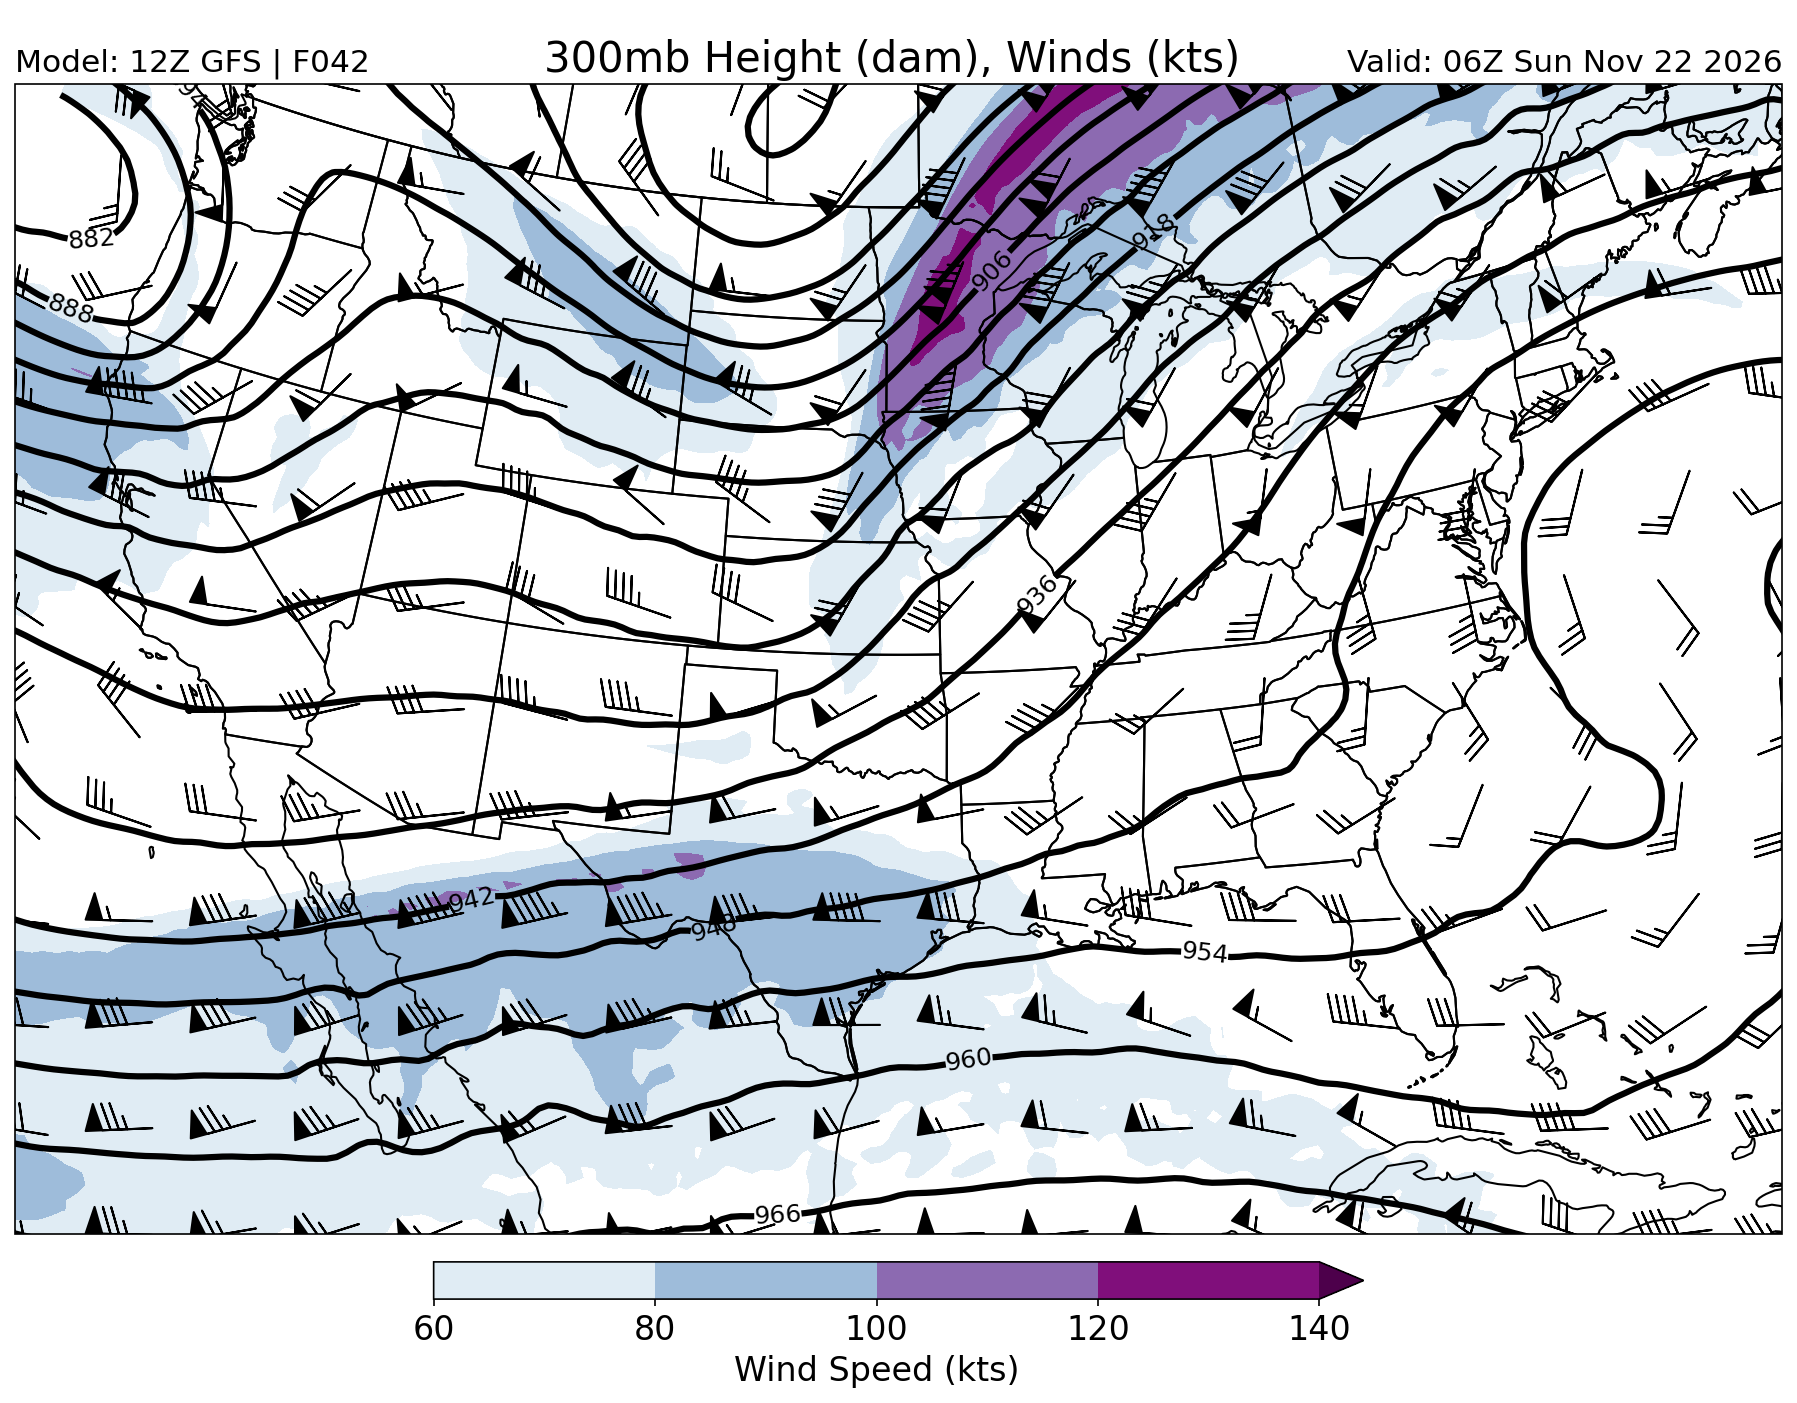 Model: 12Z GFS | F042
300mb Height (dam), Winds (kts)
Valid: 06Z Sun Nov 22 2026
882
918
906
888
936
942
948
954
960
966
60 80 100 120 140
Wind Speed (kts)